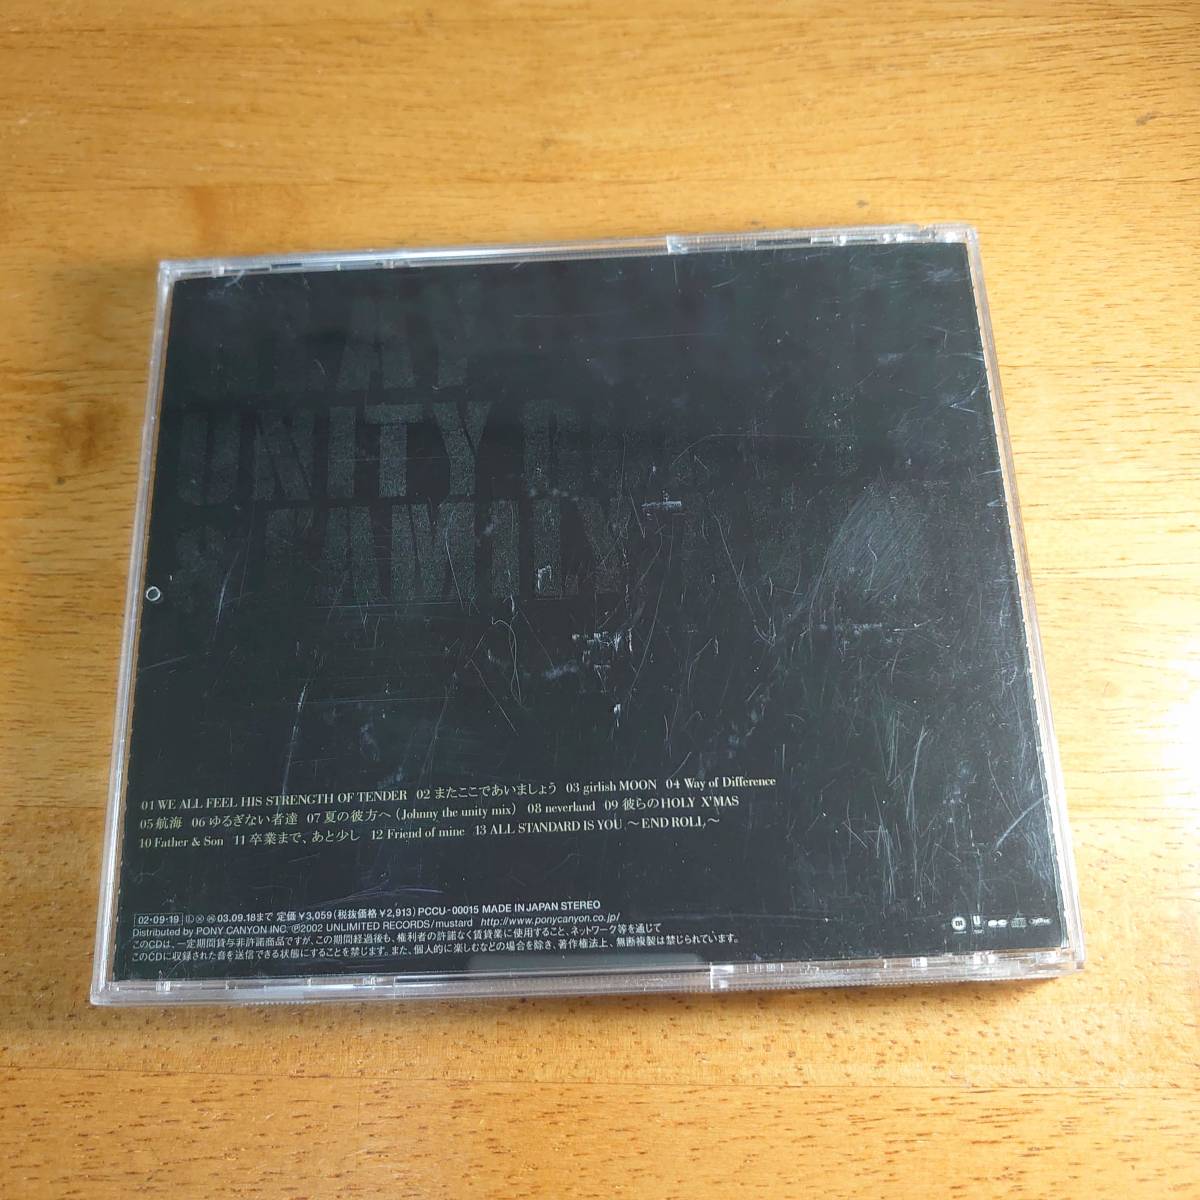 UNITY
& FAMILY
01 WE ALL FEEL HIS STRENGTH OF TENDER 02 またここであいましょう 03 girlish MOON 04 Way of Difference
05 航海 06 ゆるぎない者達 07 夏の彼方へ (Johnny the unity mix) 08 neverland 09 彼らのHOLY X'MAS
10 Father & Son 11 卒業まで、あと少し 12 Friend of mine 13 ALL STANDARD IS YOU 〜END ROLL〜
02・09・19 Ⓛ 03.09.18まで 定価￥3,059(税抜価格￥2,913) PCCU-00015 MADE IN JAPAN STEREO
Distributed by PONY CANYON INC. ℗2002 UNLIMITED RECORDS/mustard http://www.ponycanyon.co.jp/
このCDは、一定期間貸与非許諾商品ですが、この期間経過後も、権利者の許諾なく賃貸業に使用すること、ネットワーク等を通じて
このCDに収録された音を送信できる状態にすることを禁じます。また、個人的に楽しむなどの場合を除き、著作権法上、無断複製は禁じられています。